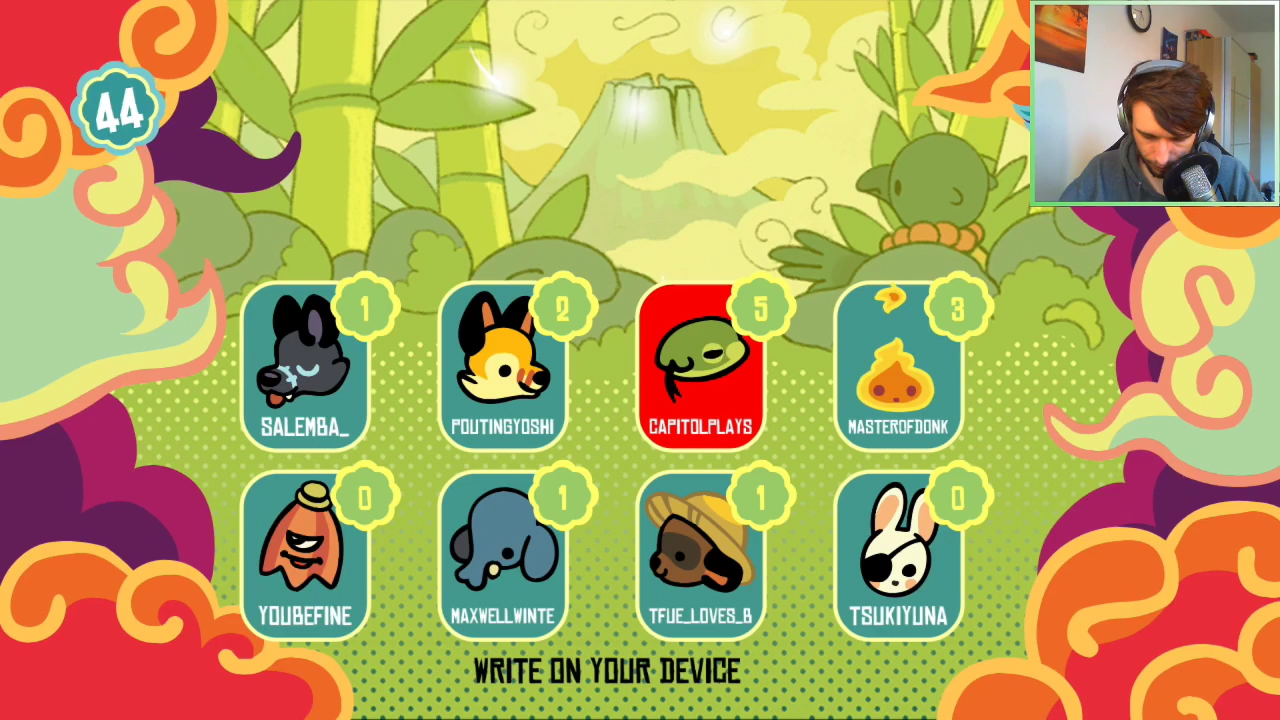 44
1
2
5
3
SALEMBA_
POUTINGYOSHI
CAPITOLPLAYS
MASTEROFDONK
0
1
1
0
YOUBEFINE
MAXWELLWINTE
TFUE_LOVES_B
TSUKIYUNA
WRITE ON YOUR DEVICE